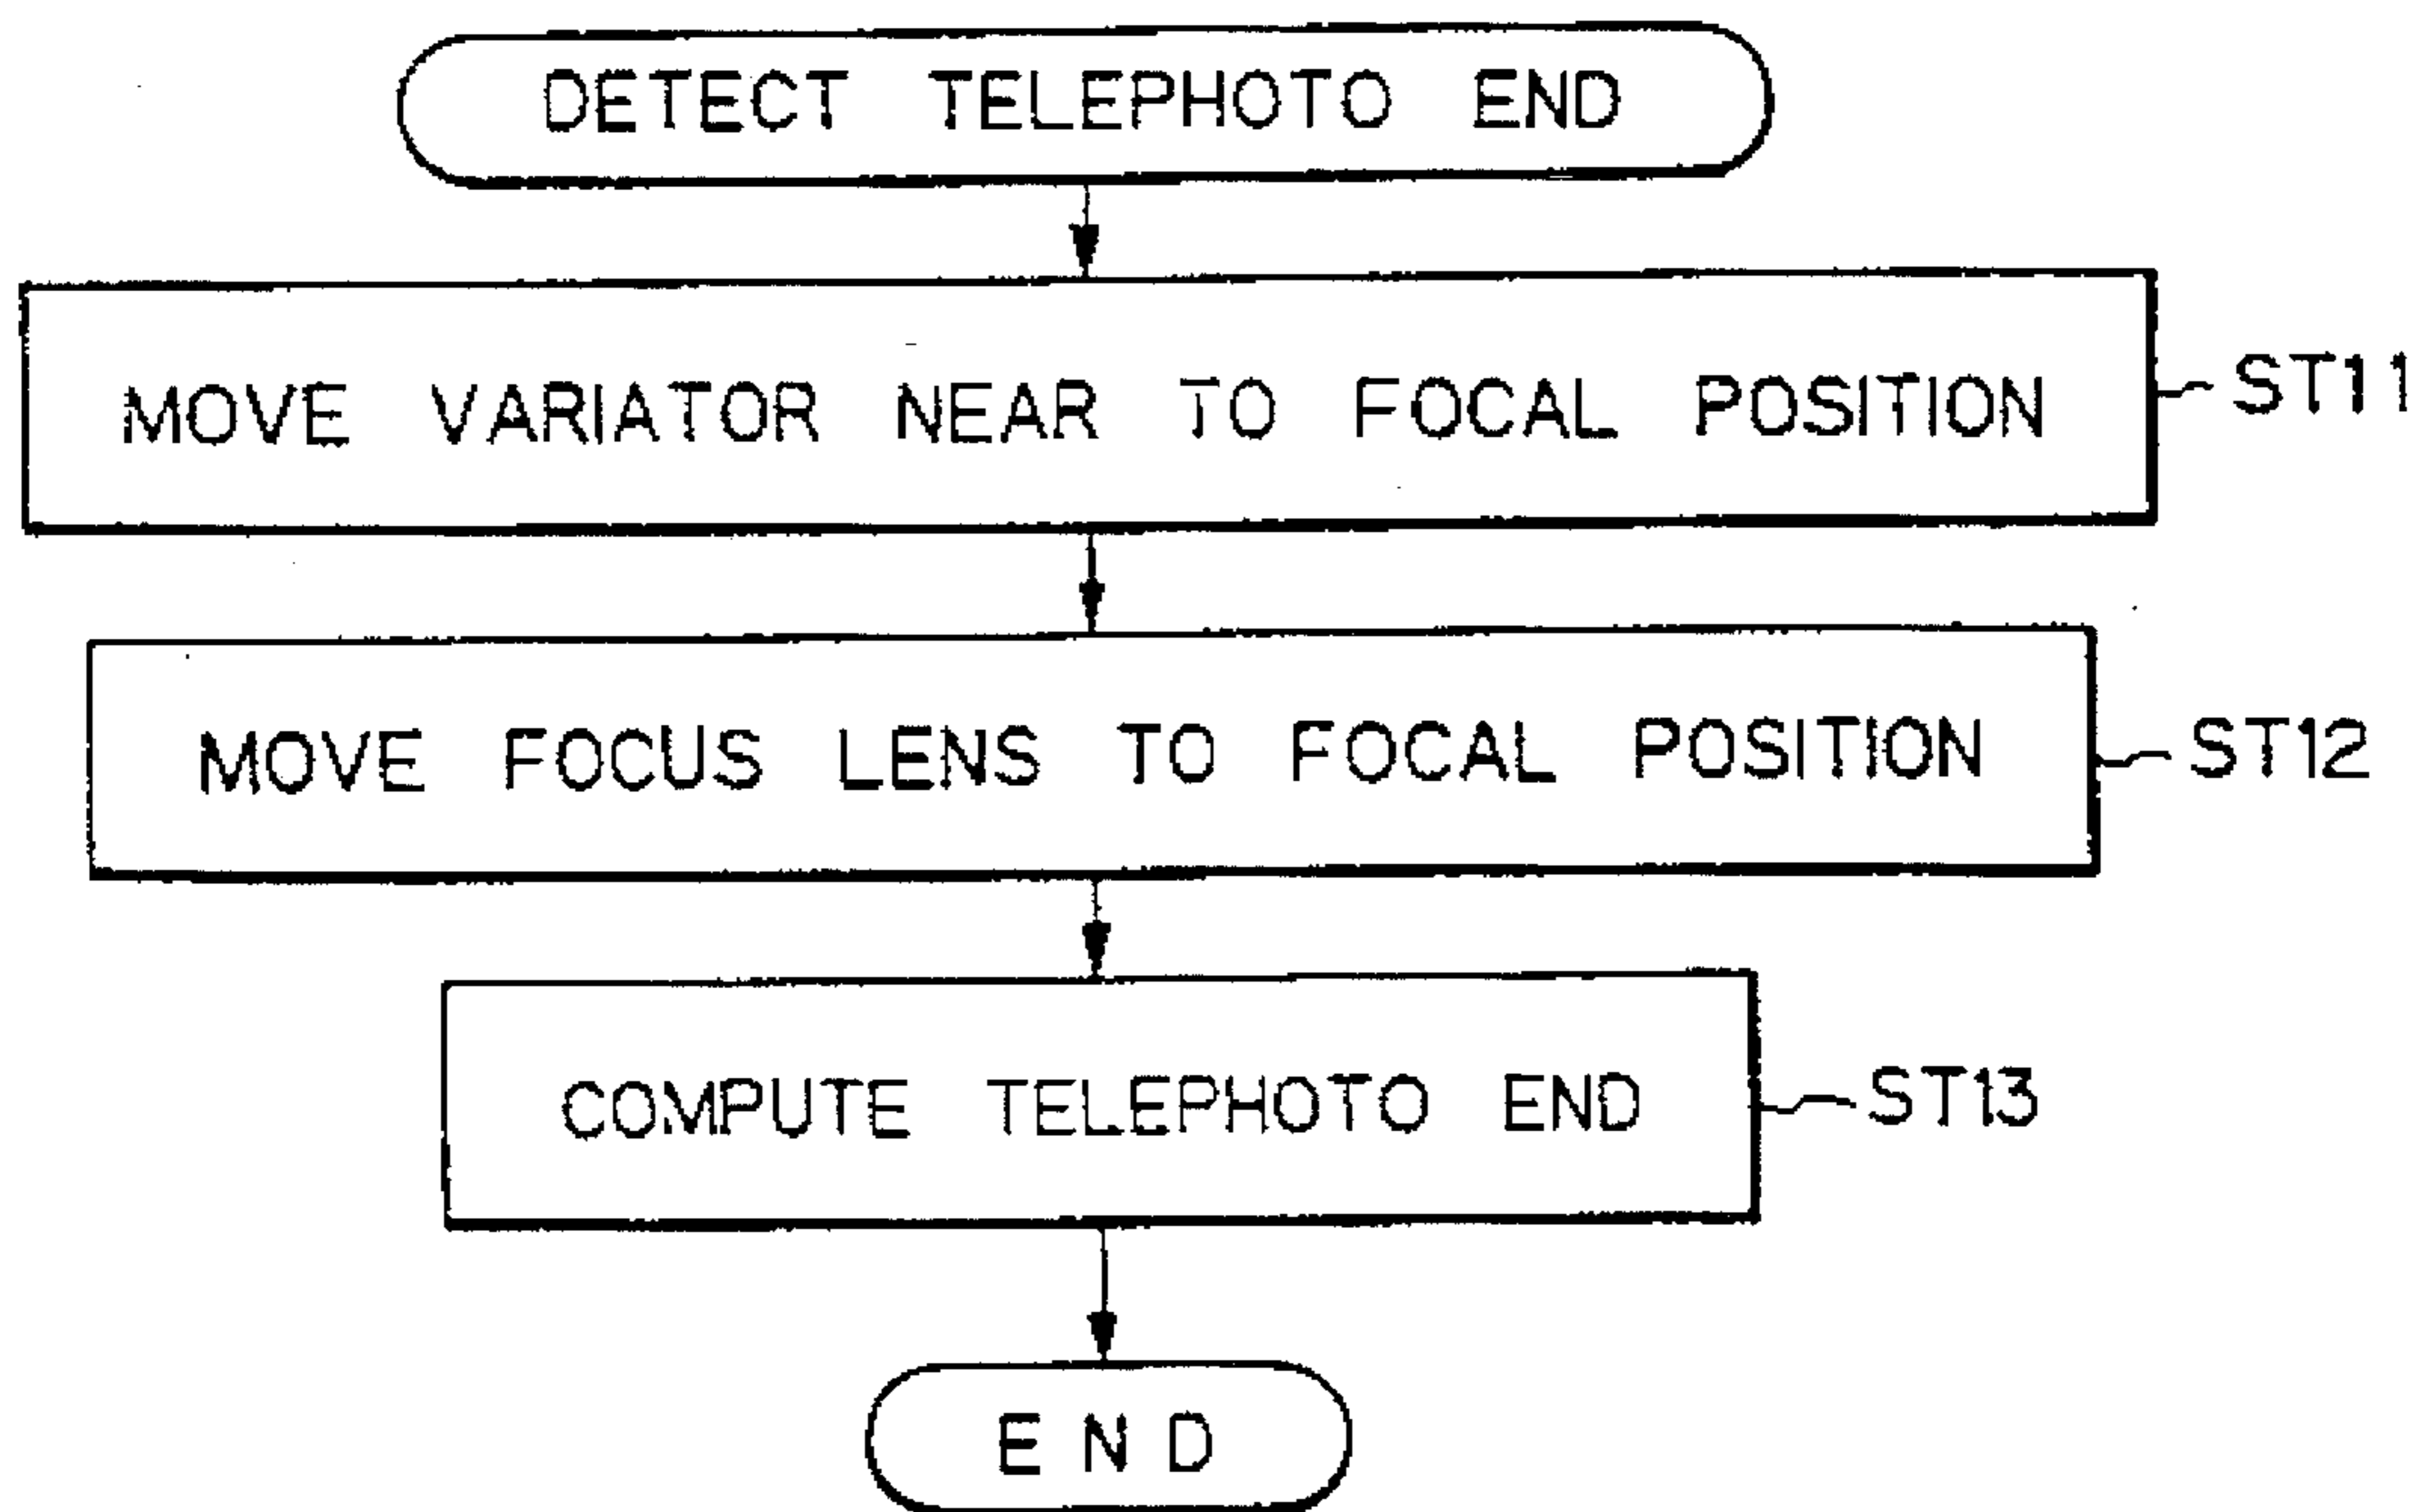 DETECT TELEPHOTO END
MOVE VARIATOR NEAR TO FOCAL POSITION
ST11
MOVE FOCUS LENS TO FOCAL POSITION
ST12
COMPUTE TELEPHOTO END
ST13
END